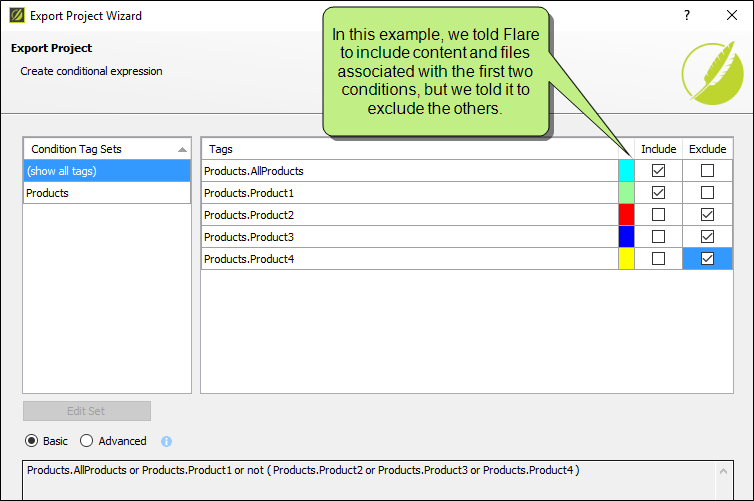 Export Project Wizard
?
Export Project
Create conditional expression
In this example, we told Flare
to include content and files
associated with the first two
conditions, but we told it to
exclude the others.
Condition Tag Sets
(show all tags)
Products
Tags Include Exclude
Products.AllProducts
Products.Product1
Products.Product2
Products.Product3
Products.Product4
Edit Set
Basic Advanced i
Products.AllProducts or Products.Product1 or not ( Products.Product2 or Products.Product3 or Products.Product4 )